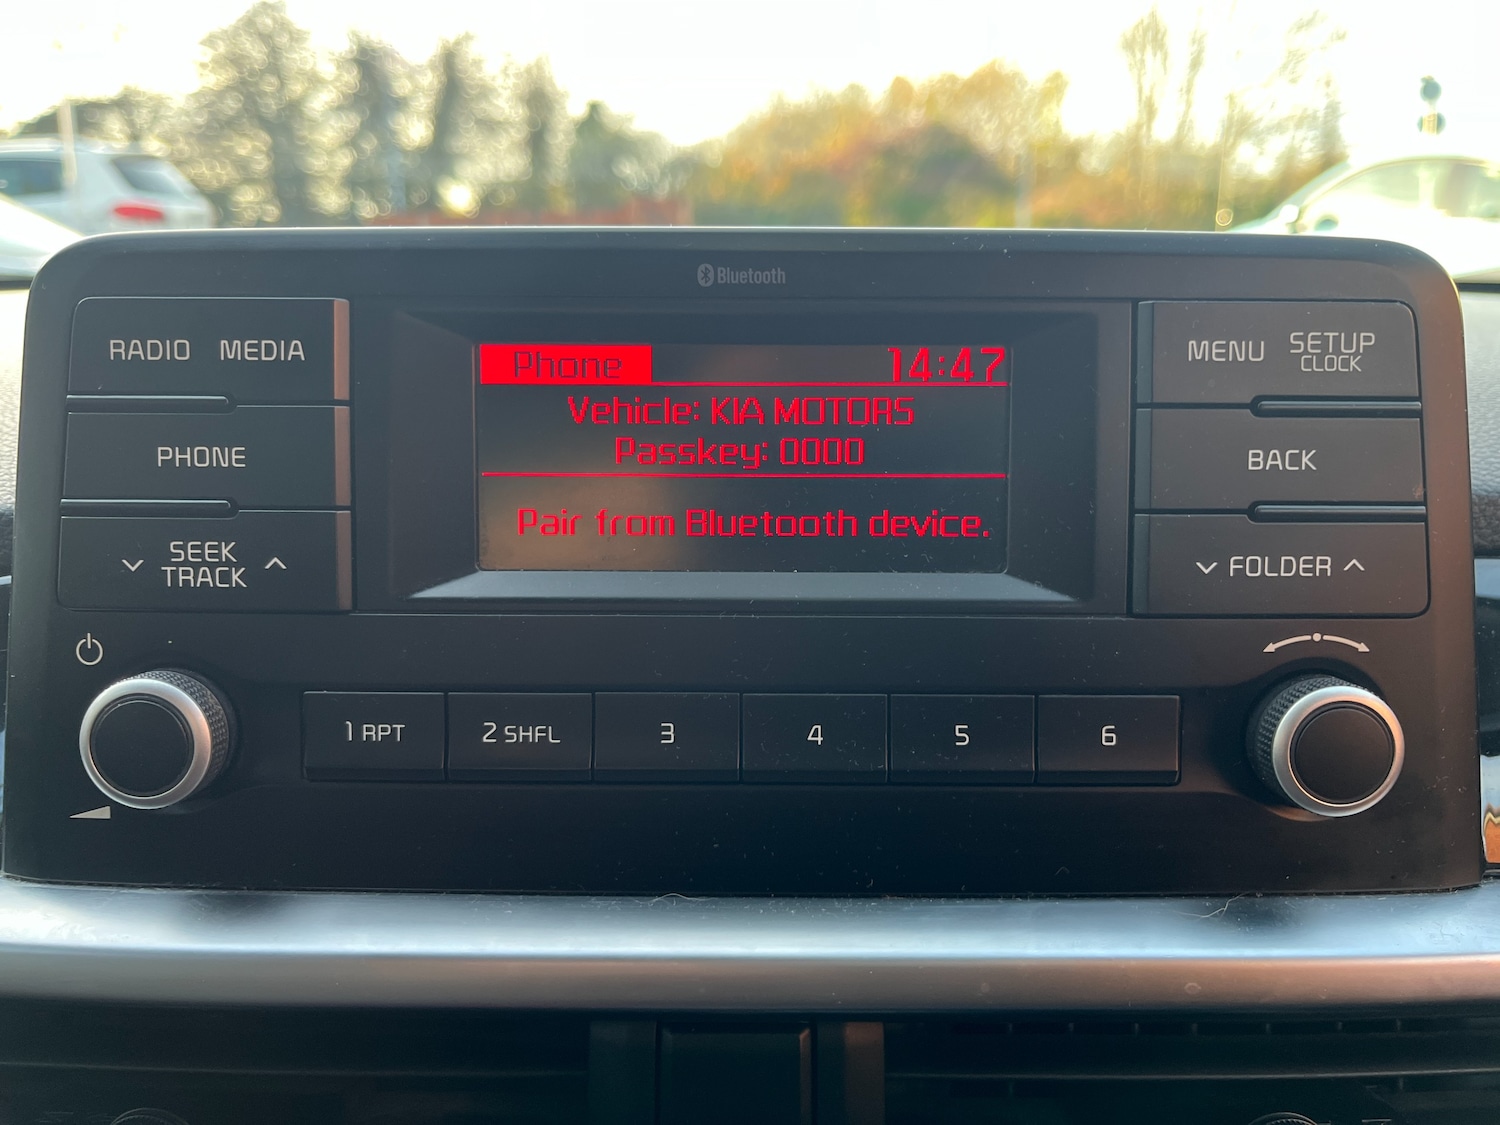 Bluetooth
RADIO MEDIA
PHONE
SEEK
TRACK
Phone 14:47
Vehicle: KIA MOTORS
Passkey: 0000
Pair from Bluetooth device.
MENU SETUP
CLOCK
BACK
FOLDER
1 RPT 2 SHFL 3 4 5 6